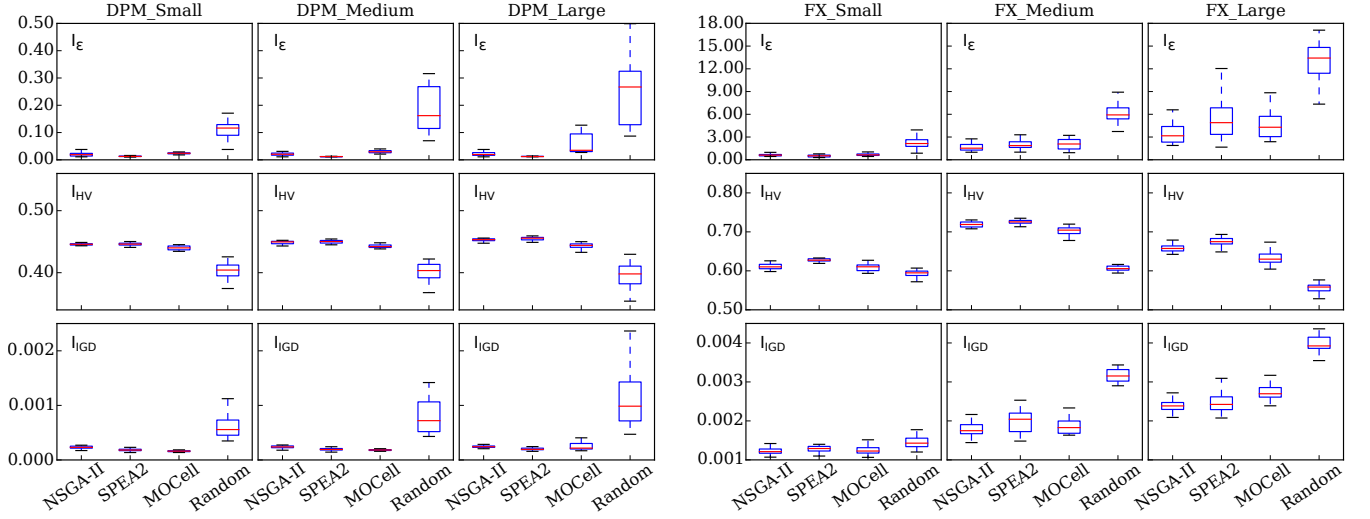 DPM_Small DPM_Medium DPM_Large FX_Small FX_Medium FX_Large
0.50 Iε Iε Iε 18.00 Iε Iε Iε
0.40 15.00
0.30 12.00
9.00
0.20 6.00
0.10 3.00
0.00 0.00
IHV IHV IHV IHV IHV IHV
0.50 0.80
0.70
0.40 0.60
0.50
IIGD IIGD IIGD IIGD IIGD IIGD
0.002 0.004
0.003
0.001 0.002
0.000 0.001
NSGA-II SPEA2 MOCell Random NSGA-II SPEA2 MOCell Random NSGA-II SPEA2 MOCell Random NSGA-II SPEA2 MOCell Random NSGA-II SPEA2 MOCell Random NSGA-II SPEA2 MOCell Random